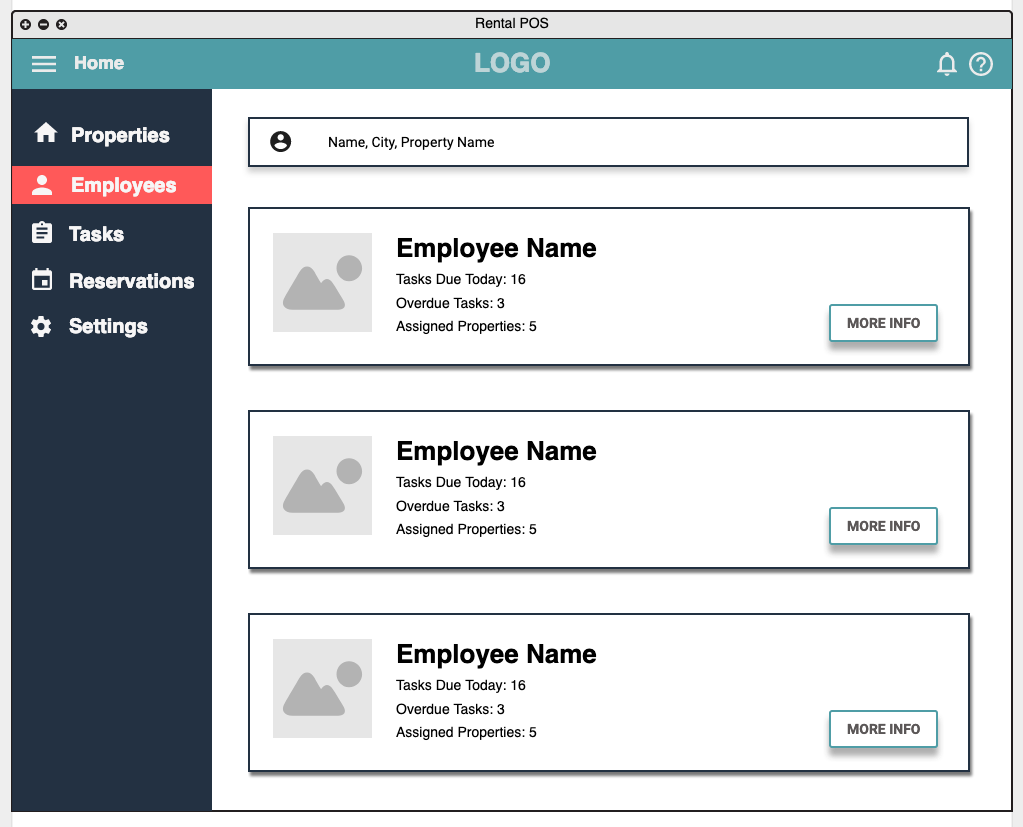 Rental POS
Home
LOGO
Properties
Employees
Tasks
Reservations
Settings
Name, City, Property Name
Employee Name
Tasks Due Today: 16
Overdue Tasks: 3
Assigned Properties: 5
MORE INFO
Employee Name
Tasks Due Today: 16
Overdue Tasks: 3
Assigned Properties: 5
MORE INFO
Employee Name
Tasks Due Today: 16
Overdue Tasks: 3
Assigned Properties: 5
MORE INFO